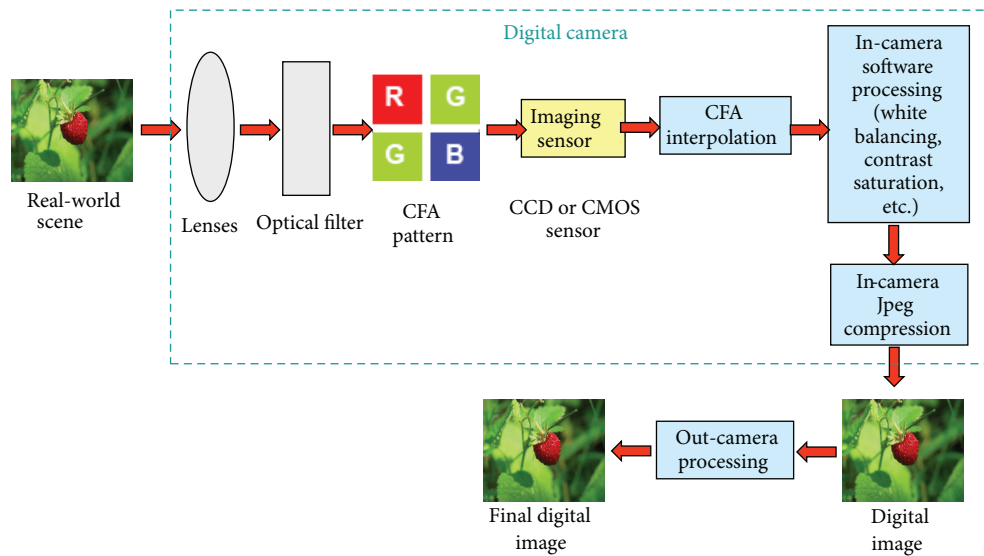 Digital camera
Real-world
scene
Lenses
Optical filter
R G
G B
CFA
pattern
Imaging
sensor
CCD or CMOS
sensor
CFA
interpolation
In-camera
software
processing
(white
balancing,
contrast
saturation,
etc.)
In-camera
Jpeg
compression
Digital
image
Out-camera
processing
Final digital
image